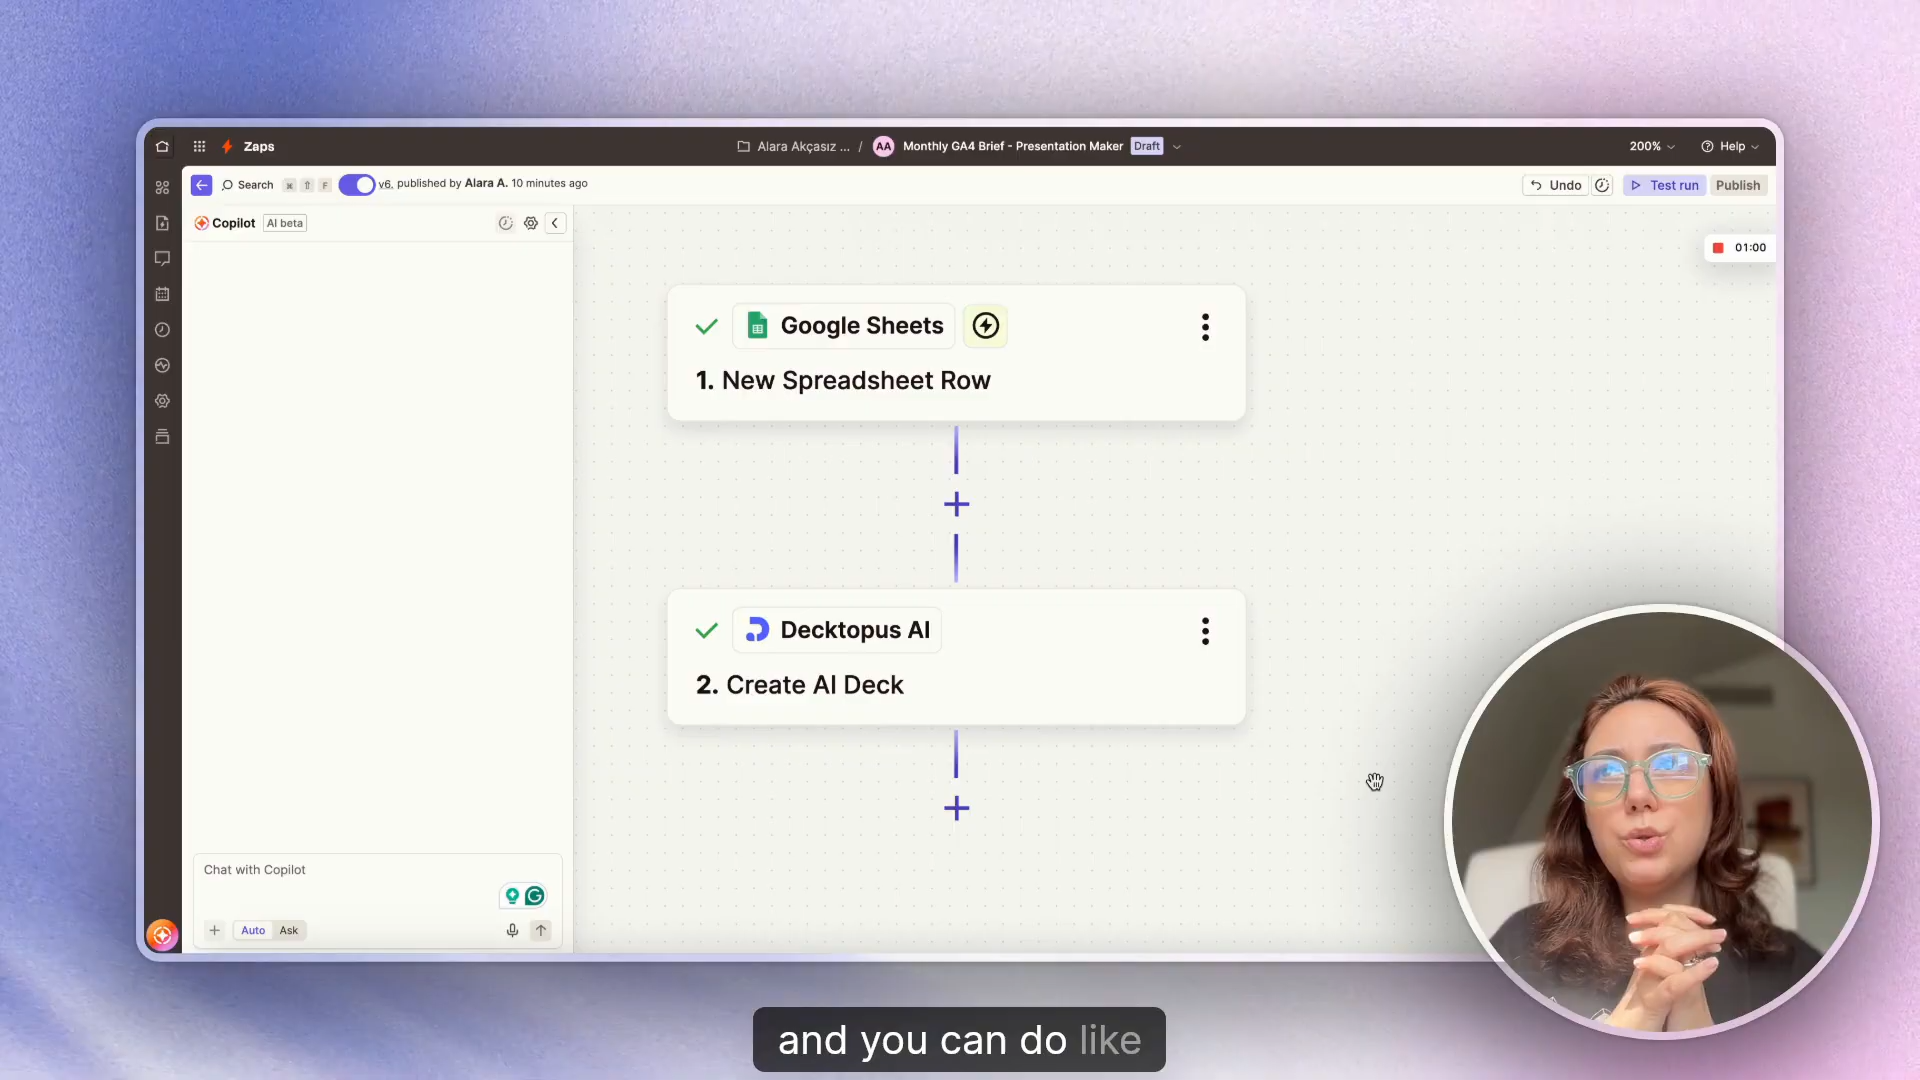 Zaps
Alara Akçasız ... / AA Monthly GA4 Brief - Presentation Maker Draft
200%
Help
Search ⌘ ⇧ F
v6. published by Alara A. 10 minutes ago
Undo
Test run
Publish
Copilot AI beta
01:00
Google Sheets
1. New Spreadsheet Row
Decktopus AI
2. Create AI Deck
Chat with Copilot
Auto Ask
and you can do like